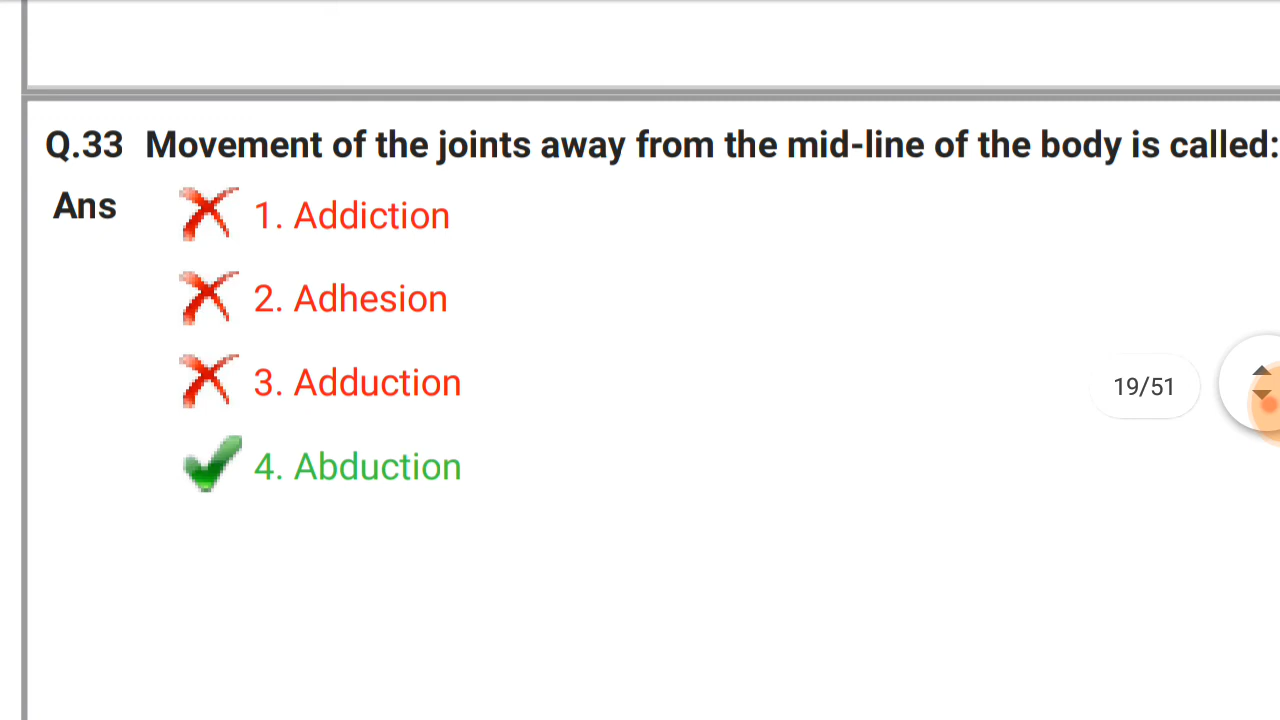 Q.33 Movement of the joints away from the mid-line of the body is called:
Ans 1. Addiction
2. Adhesion
3. Adduction
19/51
4. Abduction